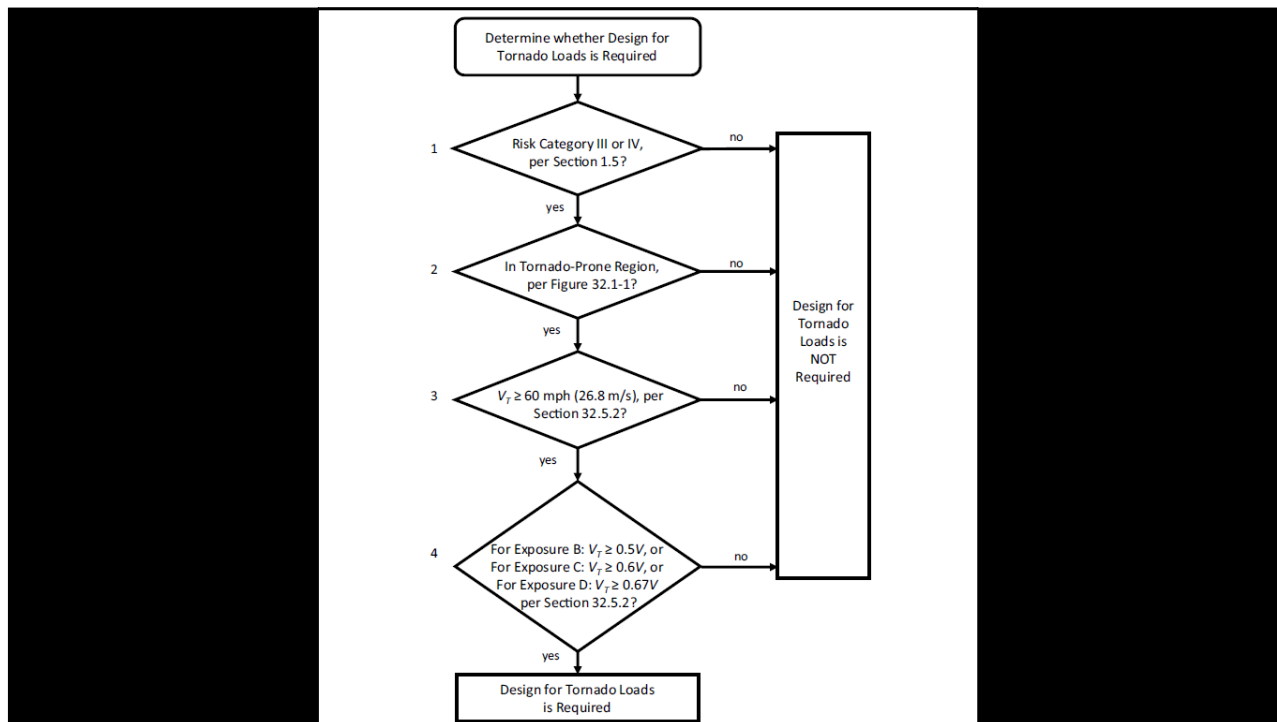 Determine whether Design for
Tornado Loads is Required
1
Risk Category III or IV,
per Section 1.5?
no
yes
2
In Tornado-Prone Region,
per Figure 32.1-1?
no
yes
3
V_T ≥ 60 mph (26.8 m/s), per
Section 32.5.2?
no
yes
4
For Exposure B: V_T ≥ 0.5V, or
For Exposure C: V_T ≥ 0.6V, or
For Exposure D: V_T ≥ 0.67V
per Section 32.5.2?
no
yes
Design for Tornado Loads
is Required
Design for
Tornado
Loads is
NOT
Required